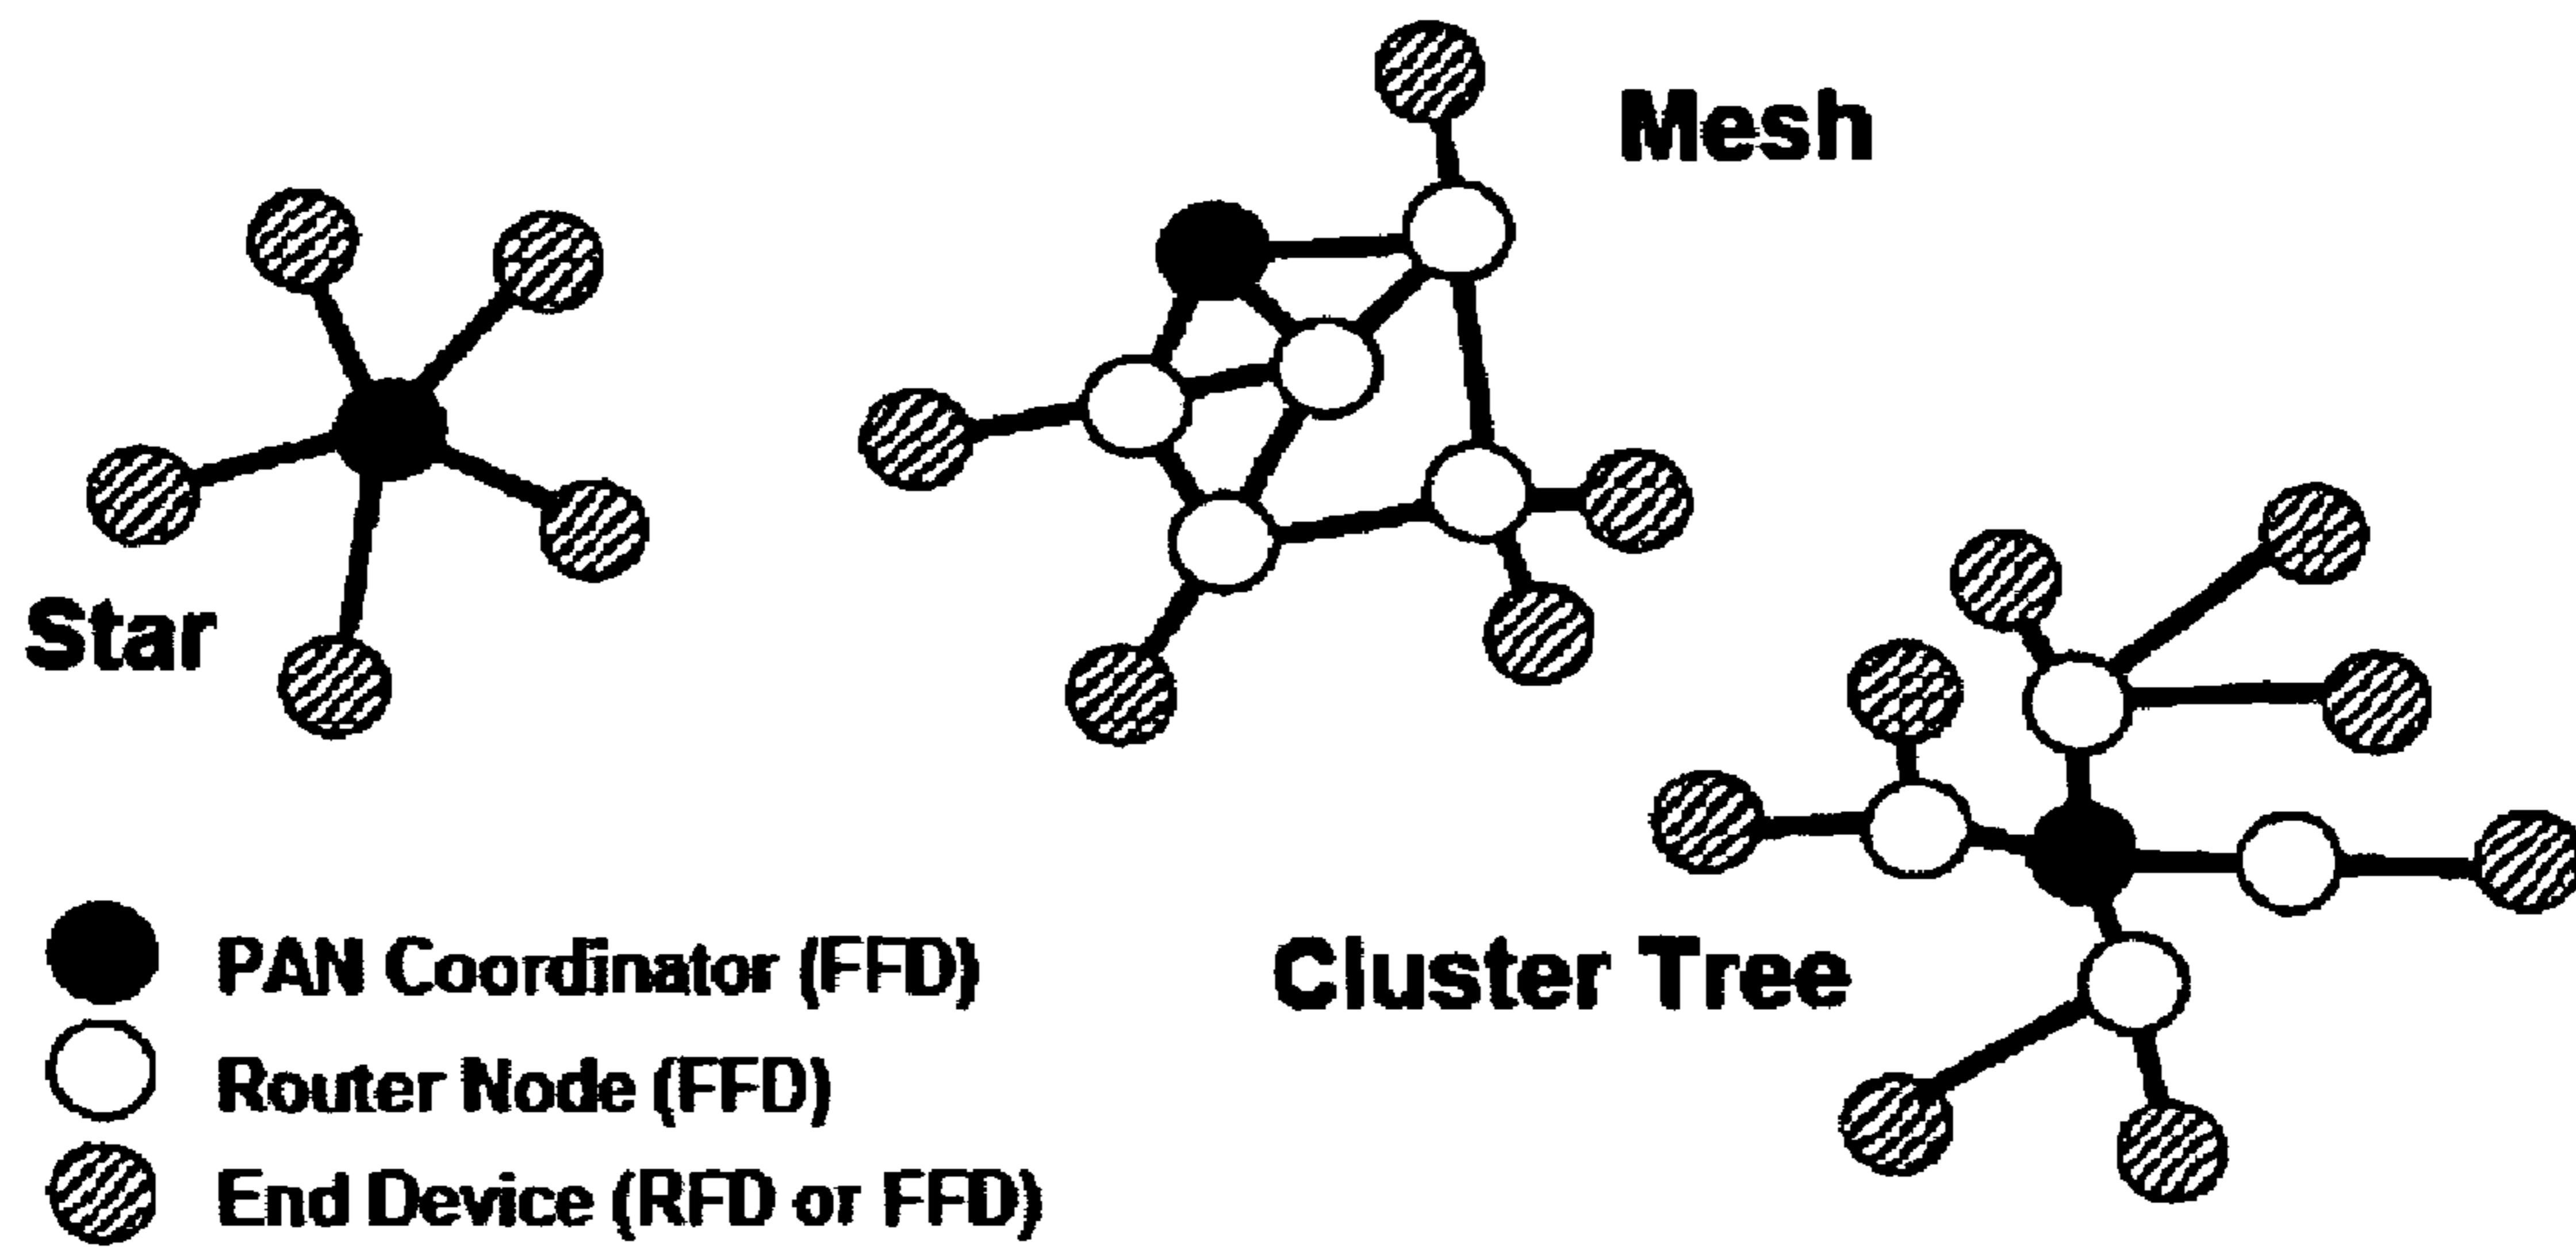 Mesh
Star
Cluster Tree
PAN Coordinator (FFD)
Router Node (FFD)
End Device (RFD or FFD)